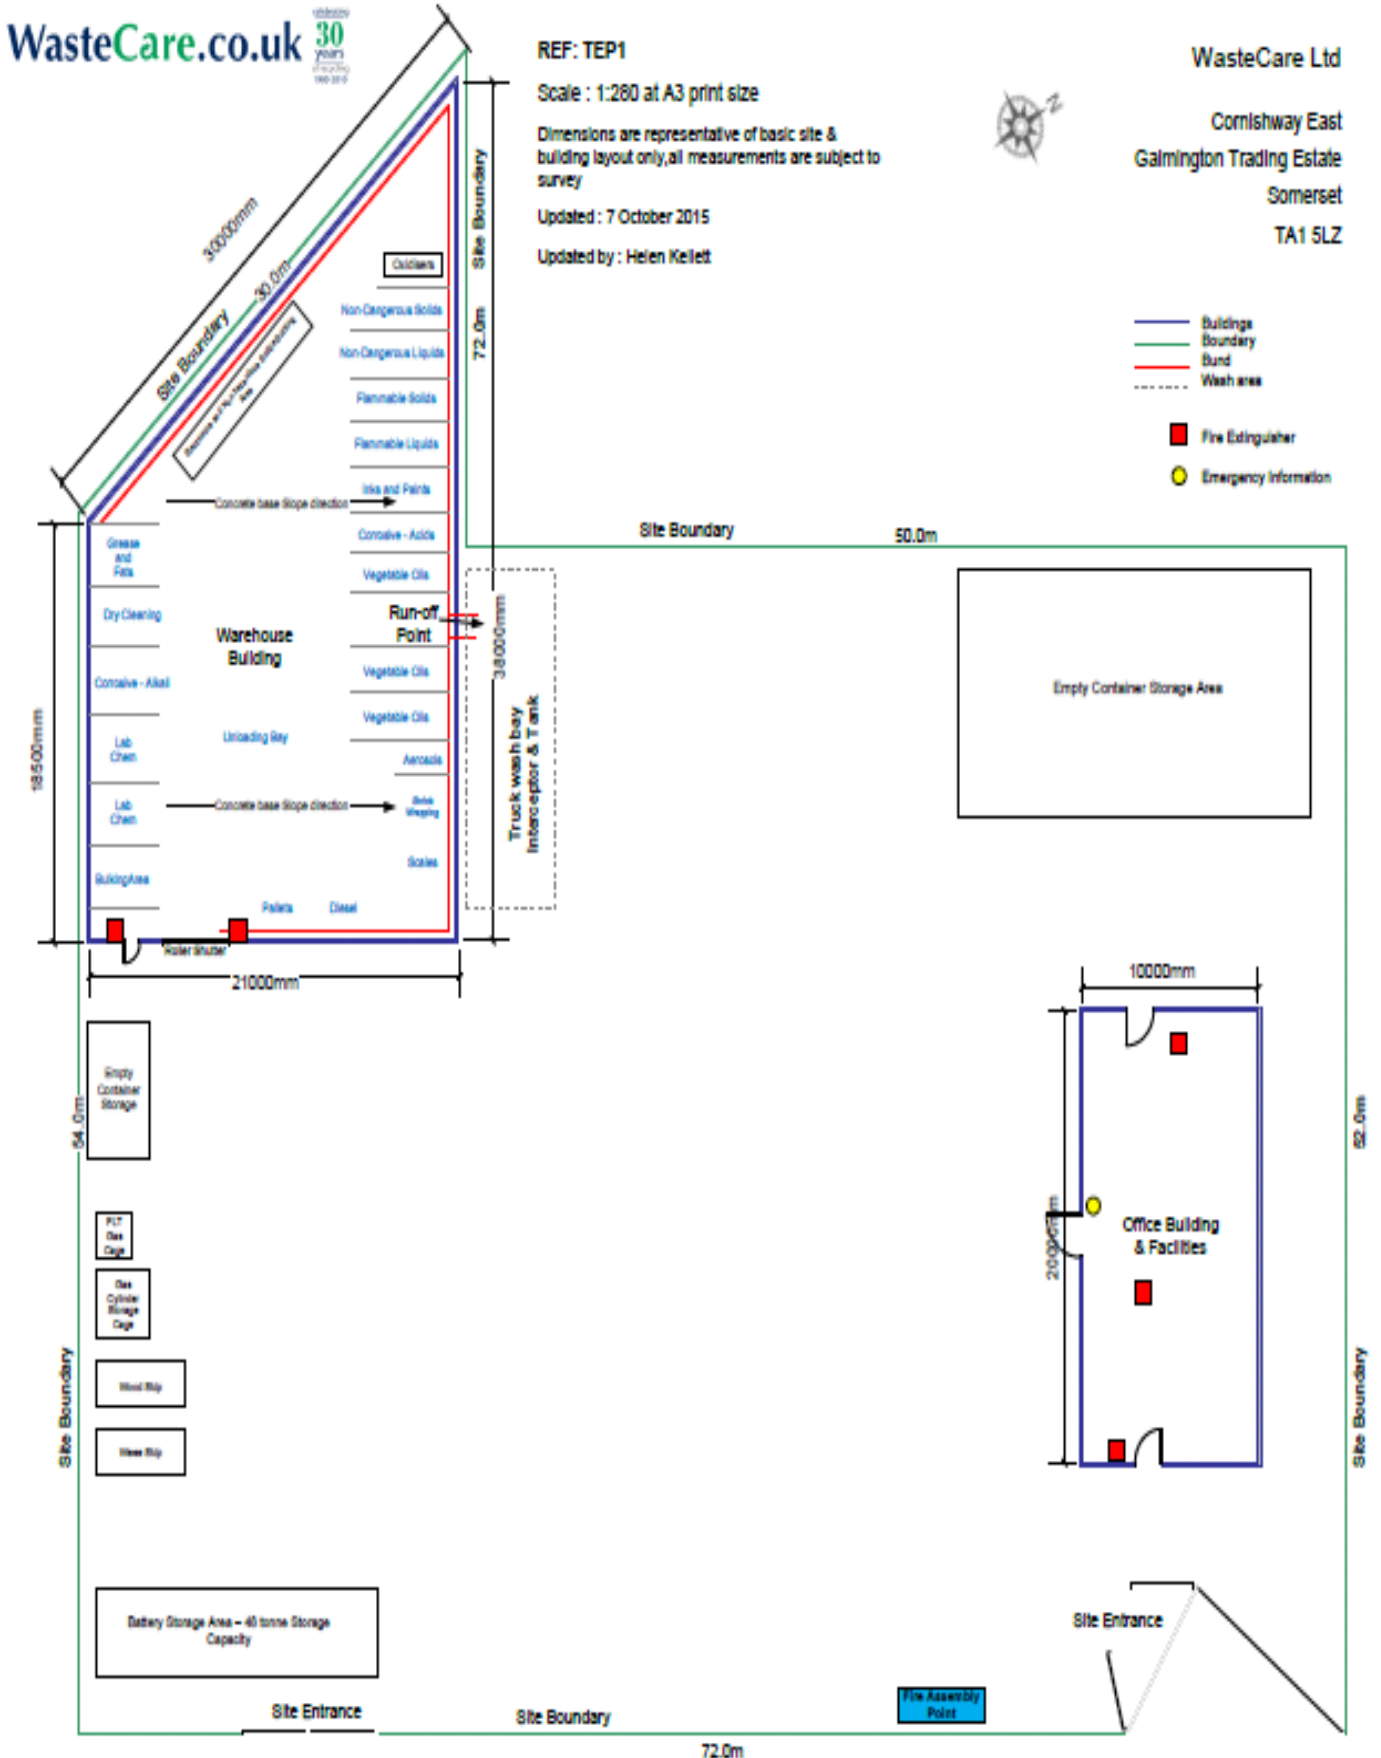 WasteCare.co.uk
celebrating
30
years
REF: TEP1
Scale : 1:280 at A3 print size
Dimensions are representative of basic site &
building layout only,all measurements are subject to
survey
Updated : 7 October 2015
Updated by : Helen Kellett
N
WasteCare Ltd
Cornishway East
Galmington Trading Estate
Somerset
TA1 5LZ
Buildings
Boundary
Bund
Wash area
Fire Extinguisher
Emergency Information
30000mm
30.0m
Site Boundary
Site Boundary
72.0m
Oxidisers
Non-Dangerous Solids
Non-Dangerous Liquids
Flammable Solids
Flammable Liquids
Inks and Paints
Concrete base Slope direction
Corrosive - Acids
Vegetable Oils
Run-off
Point
Vegetable Oils
Vegetable Oils
Aerosols
Shrink
Wrapping
Scales
Grease
and
Fats
Dry Cleaning
Corrosive - Alkali
Lab
Chem
Lab
Chem
BulkingArea
Warehouse
Building
Unloading Bay
Concrete base Slope direction
Pallets
Diesel
Roller Shutter
18500mm
21000mm
38000mm
Truck wash bay
Interceptor & Tank
Site Boundary
50.0m
Empty Container Storage Area
10000mm
20000mm
Office Building
& Facilities
52.0m
Site Boundary
Empty
Container
Storage
54.0m
FLT
Gas
Cage
Gas
Cylinder
Storage
Cage
Wood Skip
Skip
Site Boundary
Battery Storage Area – 48 tonne Storage
Capacity
Site Entrance
Site Boundary
72.0m
Fire Assembly
Point
Site Entrance